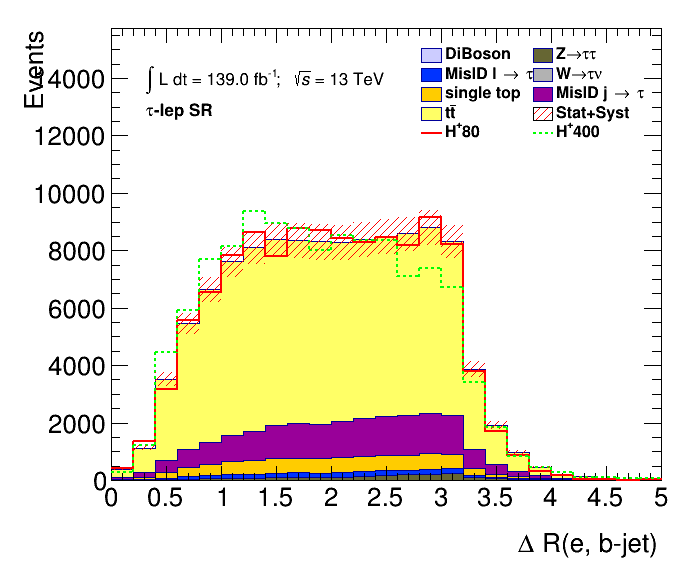 Events
∫ L dt = 139.0 fb⁻¹; √s = 13 TeV
τ-lep SR
DiBoson
Z→ττ
MisID l → τ
W→τν
single top
MisID j → τ
tt̄
Stat+Syst
H⁺80
H⁺400
14000
12000
10000
8000
6000
4000
2000
0
0 0.5 1 1.5 2 2.5 3 3.5 4 4.5 5
Δ R(e, b-jet)